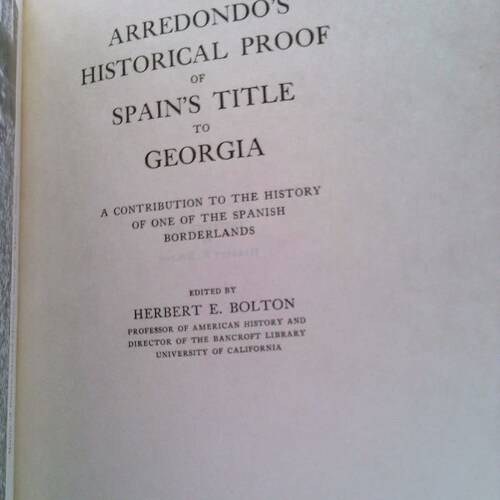 ARREDONDO'S
HISTORICAL PROOF
OF
SPAIN'S TITLE
TO
GEORGIA
A CONTRIBUTION TO THE HISTORY
OF ONE OF THE SPANISH
BORDERLANDS
EDITED BY
HERBERT E. BOLTON
PROFESSOR OF AMERICAN HISTORY AND
DIRECTOR OF THE BANCROFT LIBRARY
UNIVERSITY OF CALIFORNIA